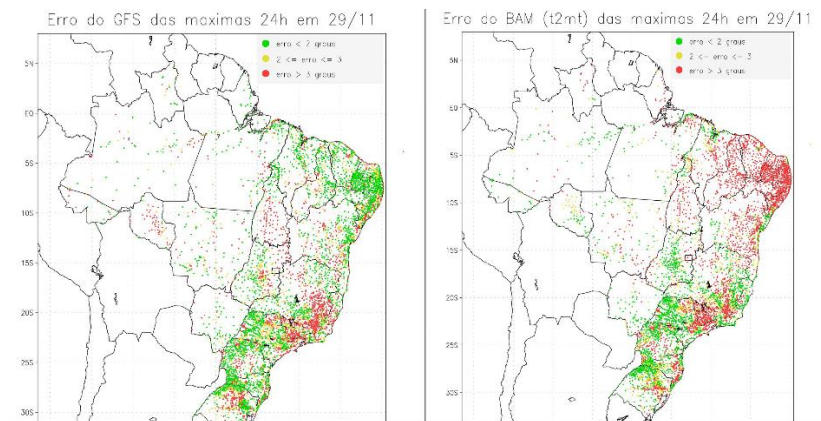 Erro do GFS das maximas 24h em 29/11
erro < 2 graus
2 <= erro <= 3
erro > 3 graus
5N
E0
5S
10S
15S
20S
25S
30S
Erro do BAM (t2mt) das maximas 24h em 29/11
erro < 2 graus
2 <= erro <= 3
erro > 3 graus
5N
E0
5S
10S
15S
20S
25S
30S